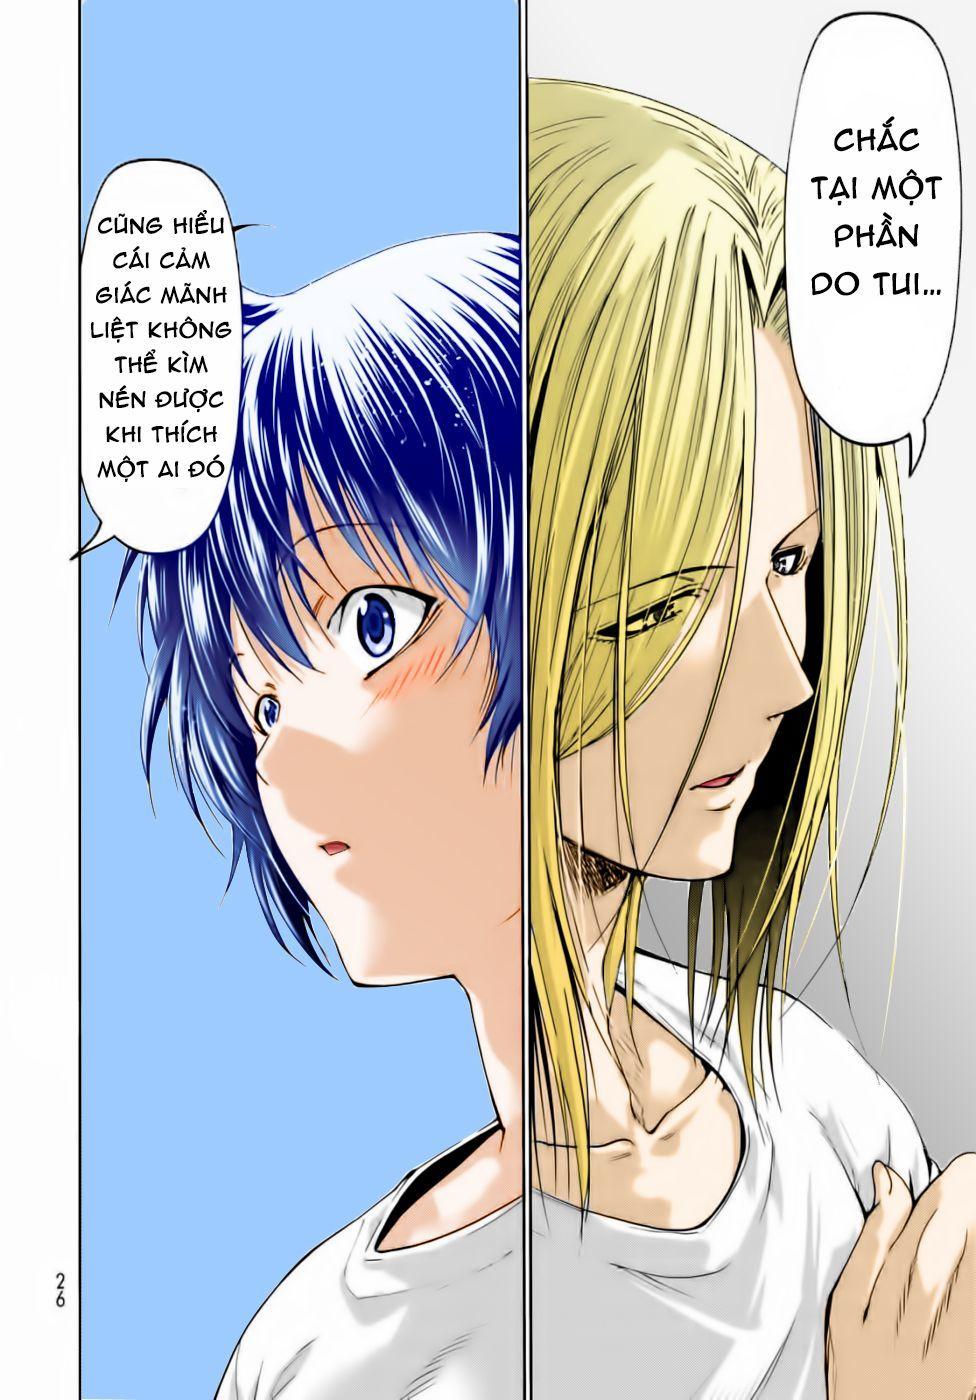 CHẮC
TẠI MỘT
PHẦN
DO TUI...
CŨNG HIỂU
CÁI CẢM
GIÁC MÃNH
LIỆT KHÔNG
THỂ KÌM
NÉN ĐƯỢC
KHI THÍCH
MỘT AI ĐÓ
26